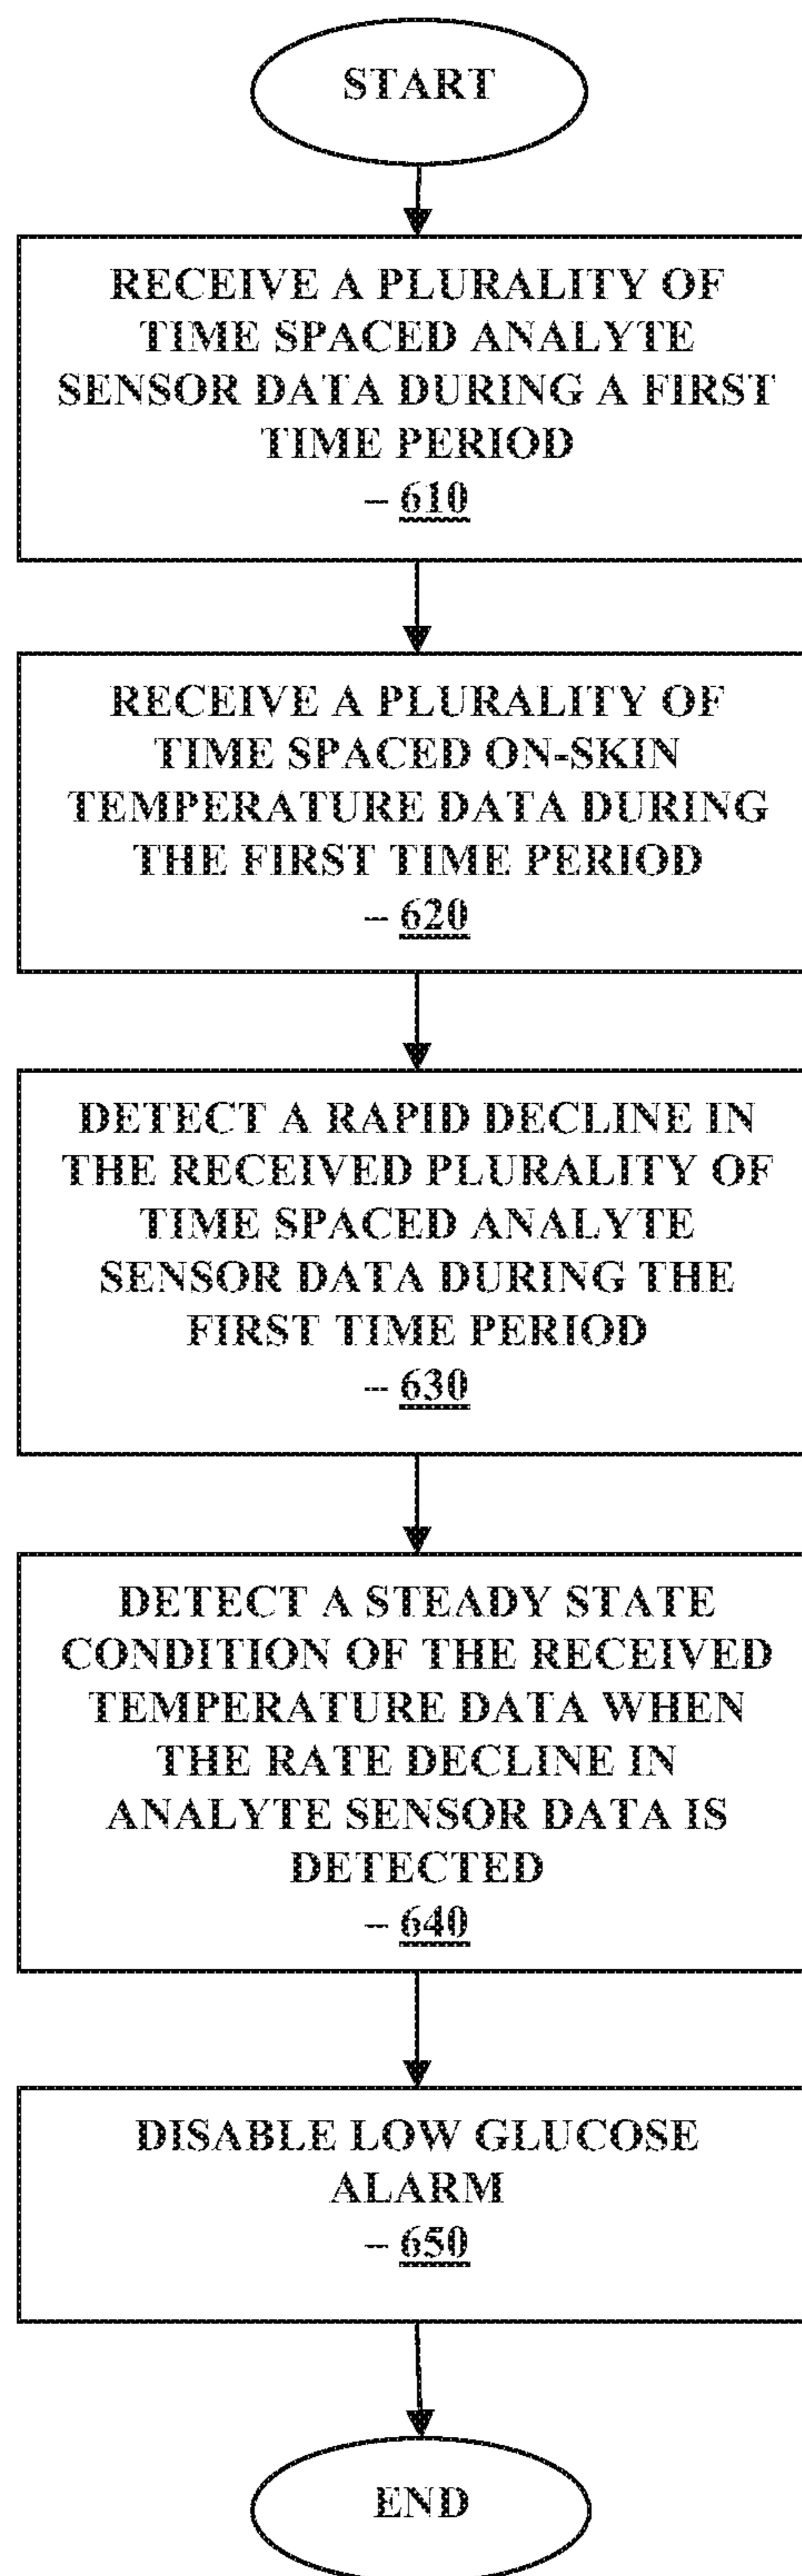 START
RECEIVE A PLURALITY OF
TIME SPACED ANALYTE
SENSOR DATA DURING A FIRST
TIME PERIOD
– 610
RECEIVE A PLURALITY OF
TIME SPACED ON-SKIN
TEMPERATURE DATA DURING
THE FIRST TIME PERIOD
– 620
DETECT A RAPID DECLINE IN
THE RECEIVED PLURALITY OF
TIME SPACED ANALYTE
SENSOR DATA DURING THE
FIRST TIME PERIOD
– 630
DETECT A STEADY STATE
CONDITION OF THE RECEIVED
TEMPERATURE DATA WHEN
THE RATE DECLINE IN
ANALYTE SENSOR DATA IS
DETECTED
– 640
DISABLE LOW GLUCOSE
ALARM
– 650
END